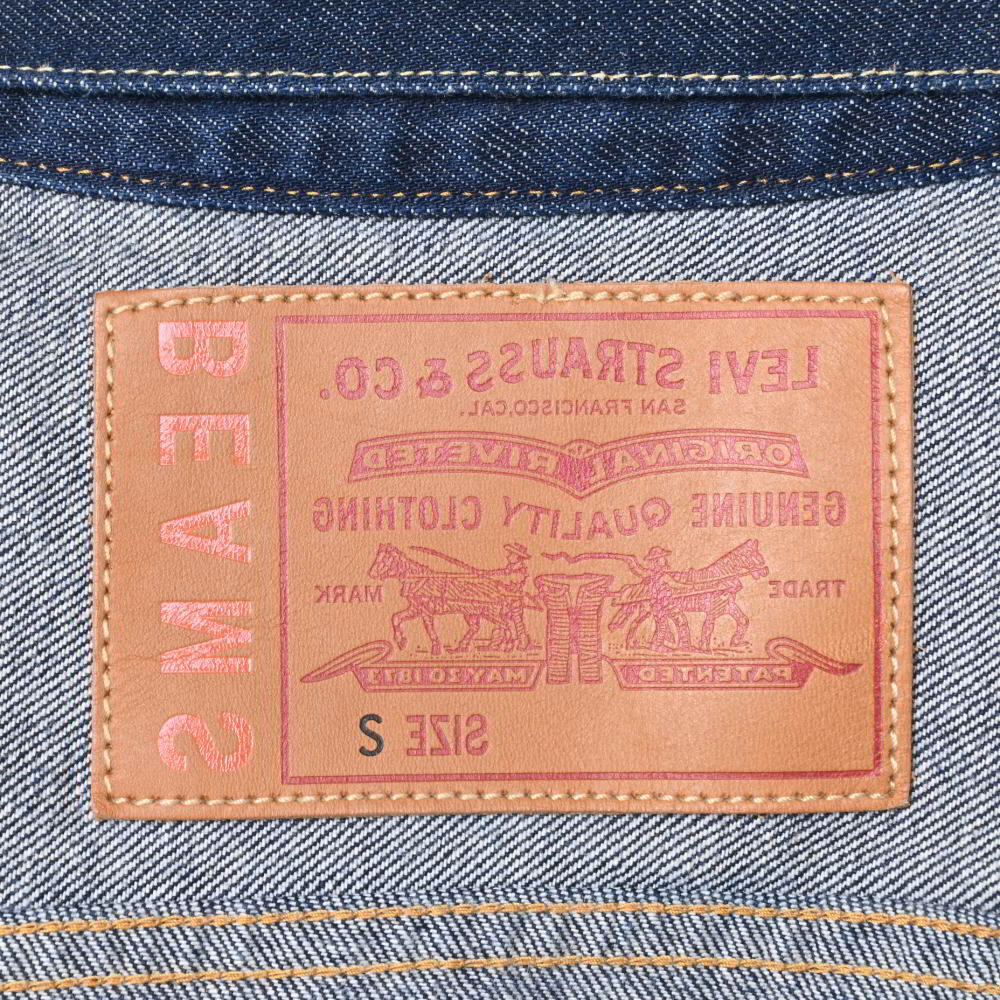 LEVI STRAUSS & CO.
SAN FRANCISCO.CAL.
ORIGINAL RIVETED
GENUINE QUALITY CLOTHING
TRADE MARK
PATENTED MAY 20 1873
SIZE S
BEAMS